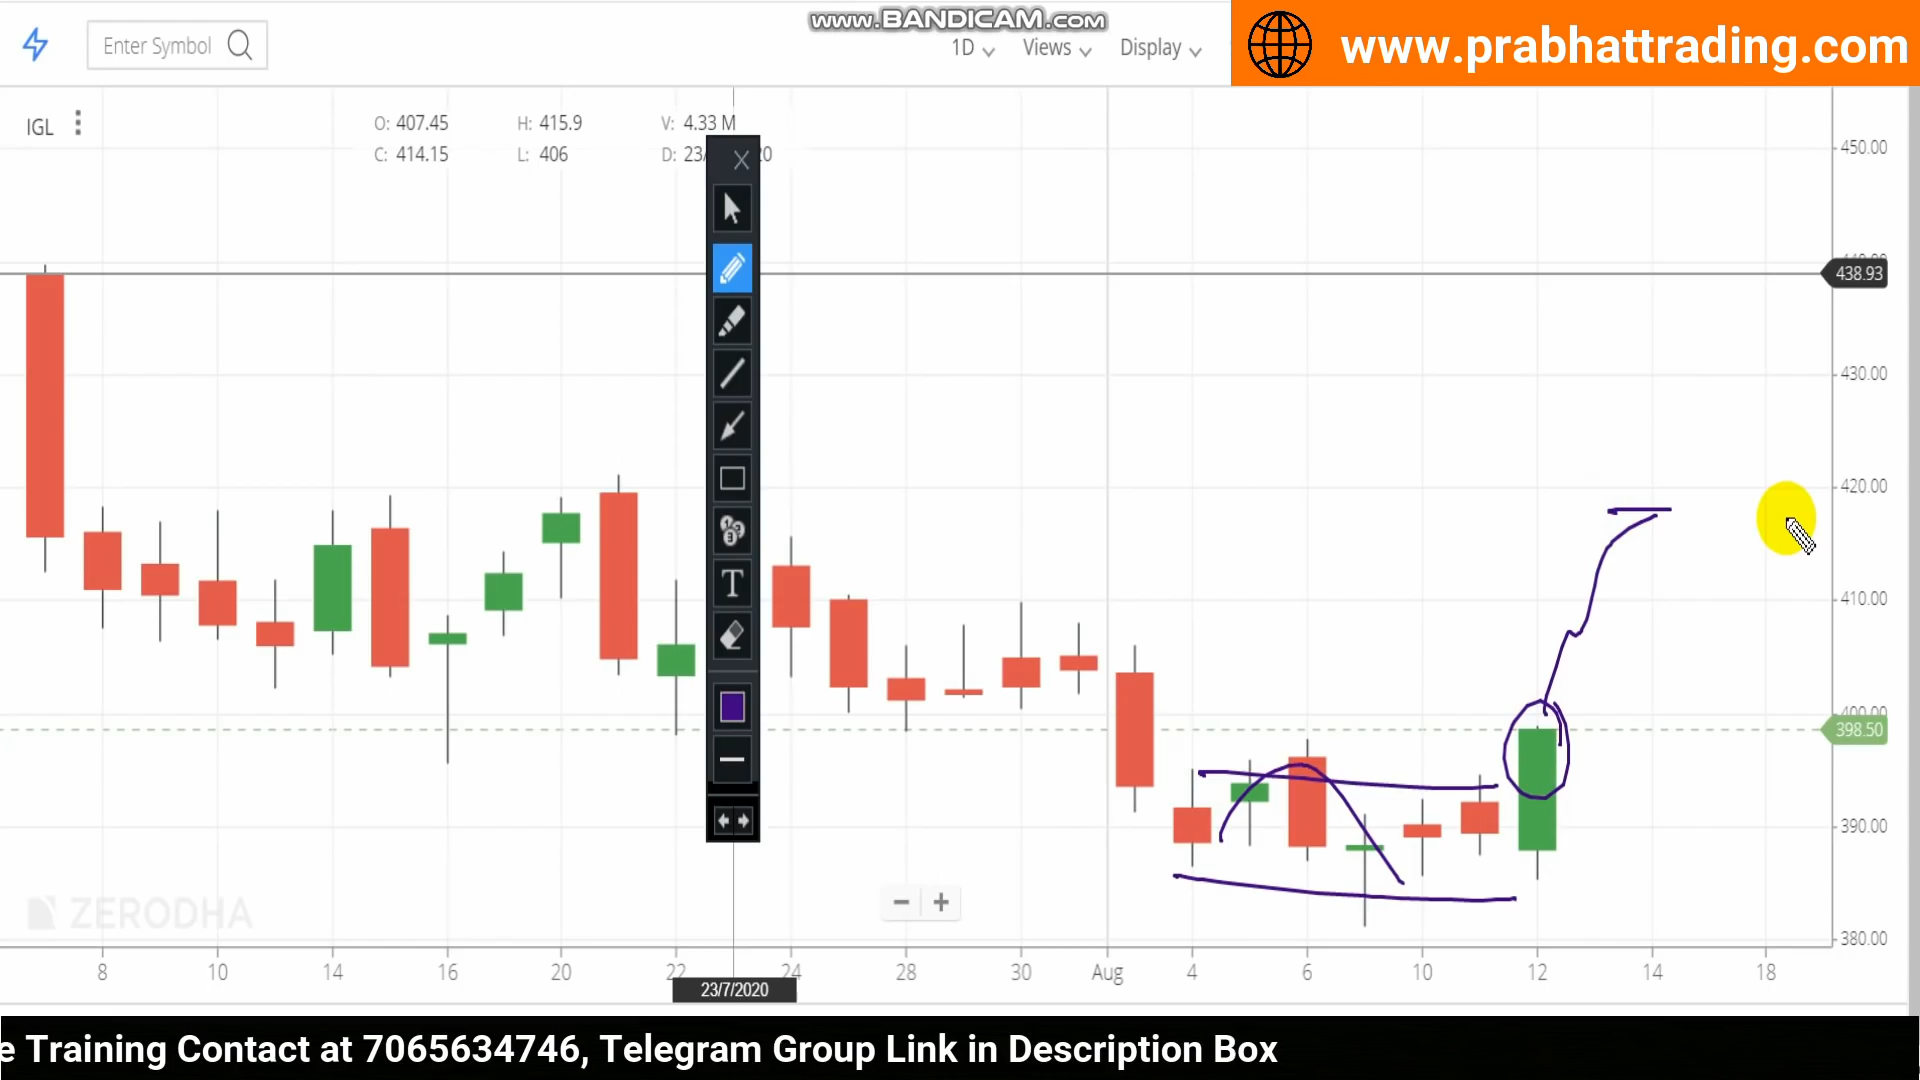 www.BANDICAM.com
www.prabhattrading.com
Enter Symbol
1D Views Display
IGL
O: 407.45 H: 415.9 V: 4.33 M
C: 414.15 L: 406 D: 23/
450.00
438.93
430.00
420.00
410.00
400.00
398.50
390.00
380.00
T
ZERODHA
8 10 14 16 20 22 24 28 30 Aug 4 6 10 12 14 18
23/7/2020
e Training Contact at 7065634746, Telegram Group Link in Description Box